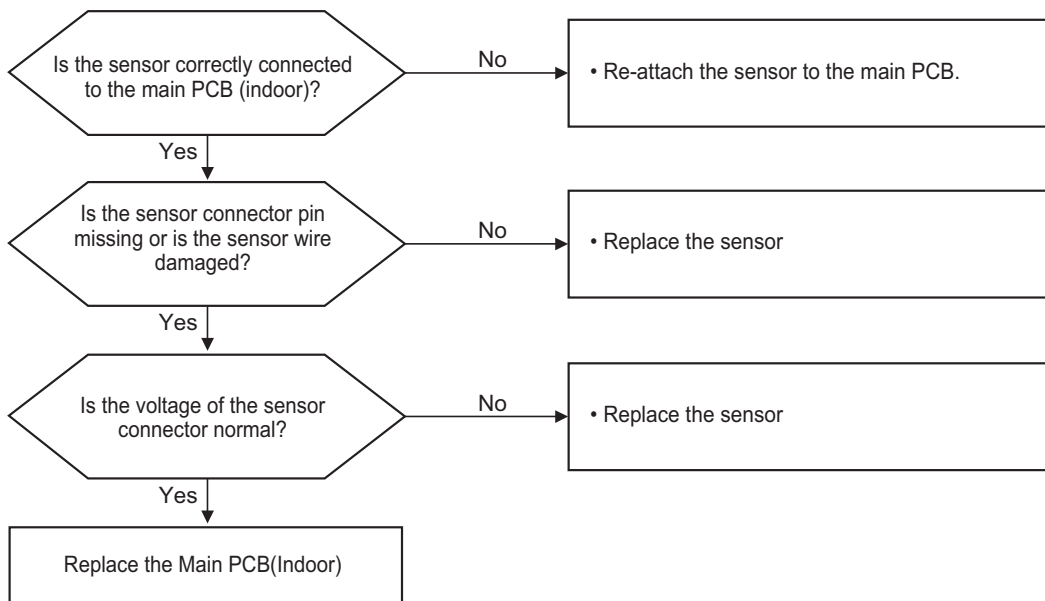 Is the sensor correctly connected
to the main PCB (indoor)?
No
• Re-attach the sensor to the main PCB.
Yes
Is the sensor connector pin
missing or is the sensor wire
damaged?
No
• Replace the sensor
Yes
Is the voltage of the sensor
connector normal?
No
• Replace the sensor
Yes
Replace the Main PCB(Indoor)